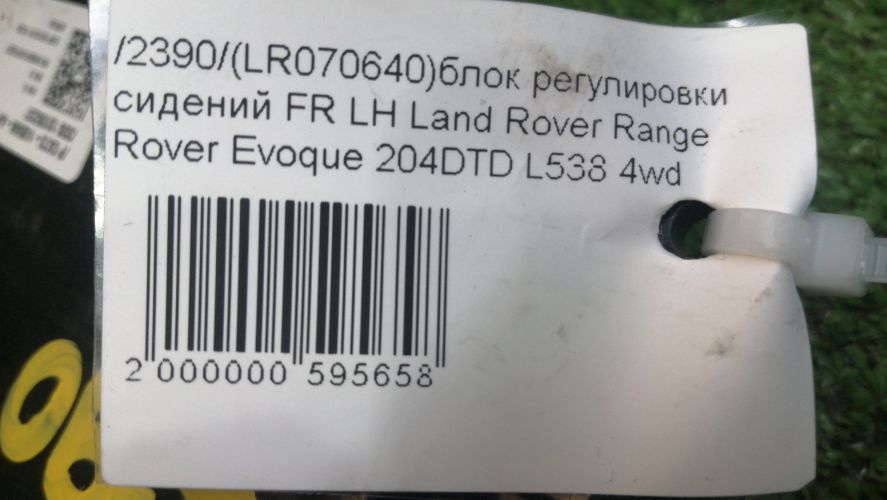 /2390/(LR070640)блок регулировки
сидений FR LH Land Rover Range
Rover Evoque 204DTD L538 4wd
2 000000 595658